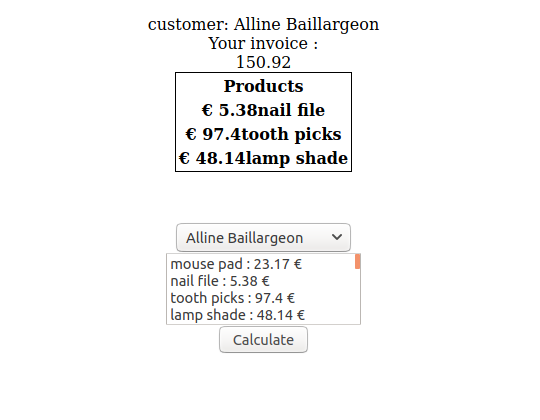 customer: Alline Baillargeon
Your invoice :
150.92
Products
€ 5.38nail file
€ 97.4tooth picks
€ 48.14lamp shade
Alline Baillargeon
mouse pad : 23.17 €
nail file : 5.38 €
tooth picks : 97.4 €
lamp shade : 48.14 €
Calculate